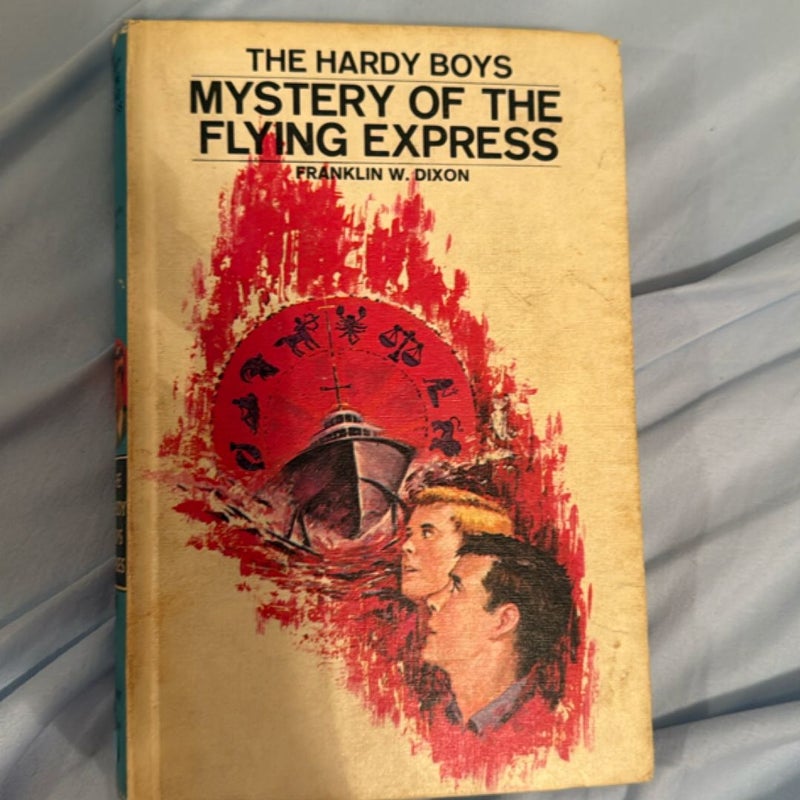 THE HARDY BOYS
MYSTERY OF THE
FLYING EXPRESS
FRANKLIN W. DIXON